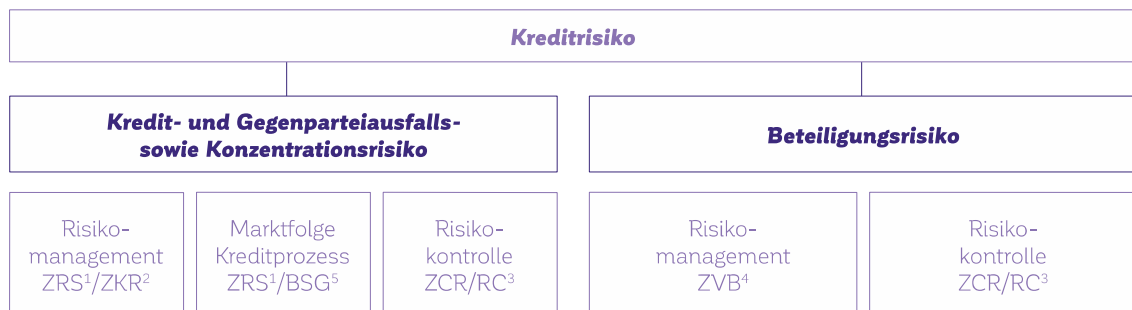 Kreditrisiko
Kredit- und Gegenparteiausfalls-
sowie Konzentrationsrisiko
Beteiligungsrisiko
Risiko-
management
ZRS¹/ZKR²
Marktfolge
Kreditprozess
ZRS¹/BSG⁵
Risiko-
kontrolle
ZCR/RC³
Risiko-
management
ZVB⁴
Risiko-
kontrolle
ZCR/RC³